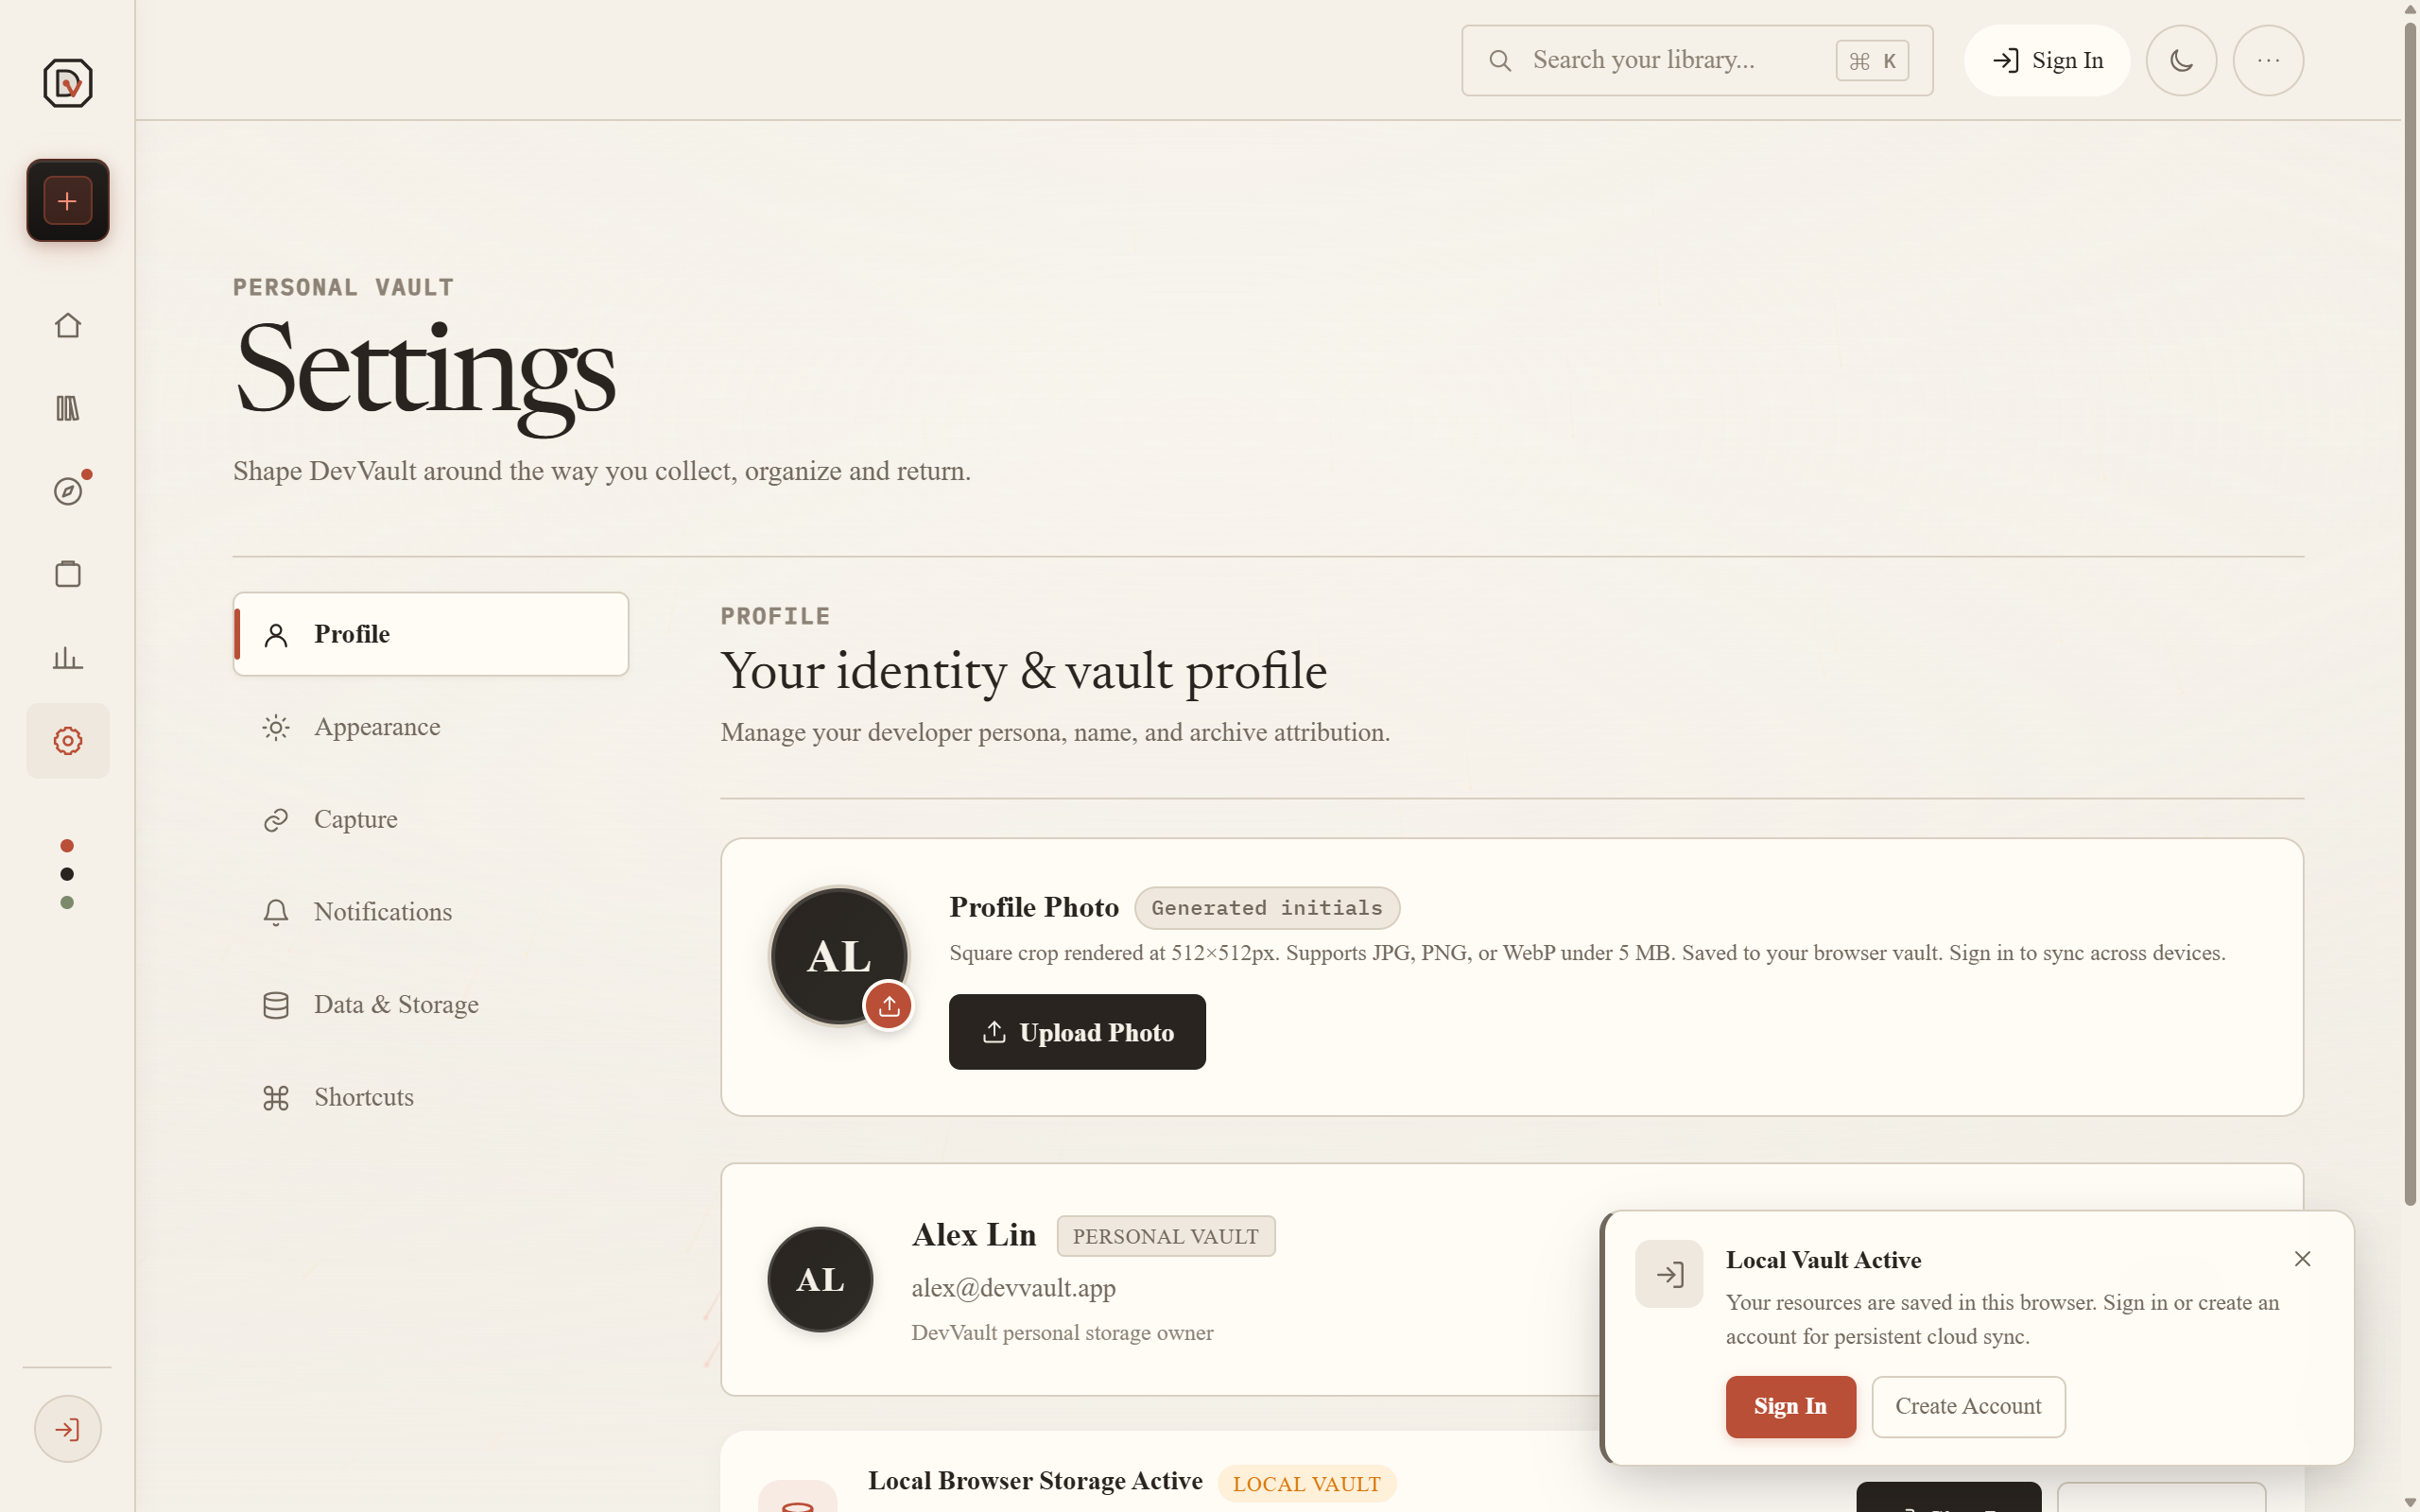 Search your library...
⌘ K
Sign In
···
PERSONAL VAULT
Settings
Shape DevVault around the way you collect, organize and return.
Profile
Appearance
Capture
Notifications
Data & Storage
Shortcuts
PROFILE
Your identity & vault profile
Manage your developer persona, name, and archive attribution.
AL
Profile Photo
Generated initials
Square crop rendered at 512×512px. Supports JPG, PNG, or WebP under 5 MB. Saved to your browser vault. Sign in to sync across devices.
Upload Photo
AL
Alex Lin
PERSONAL VAULT
alex@devvault.app
DevVault personal storage owner
Local Browser Storage Active
LOCAL VAULT
Local Vault Active
Your resources are saved in this browser. Sign in or create an
account for persistent cloud sync.
Sign In
Create Account